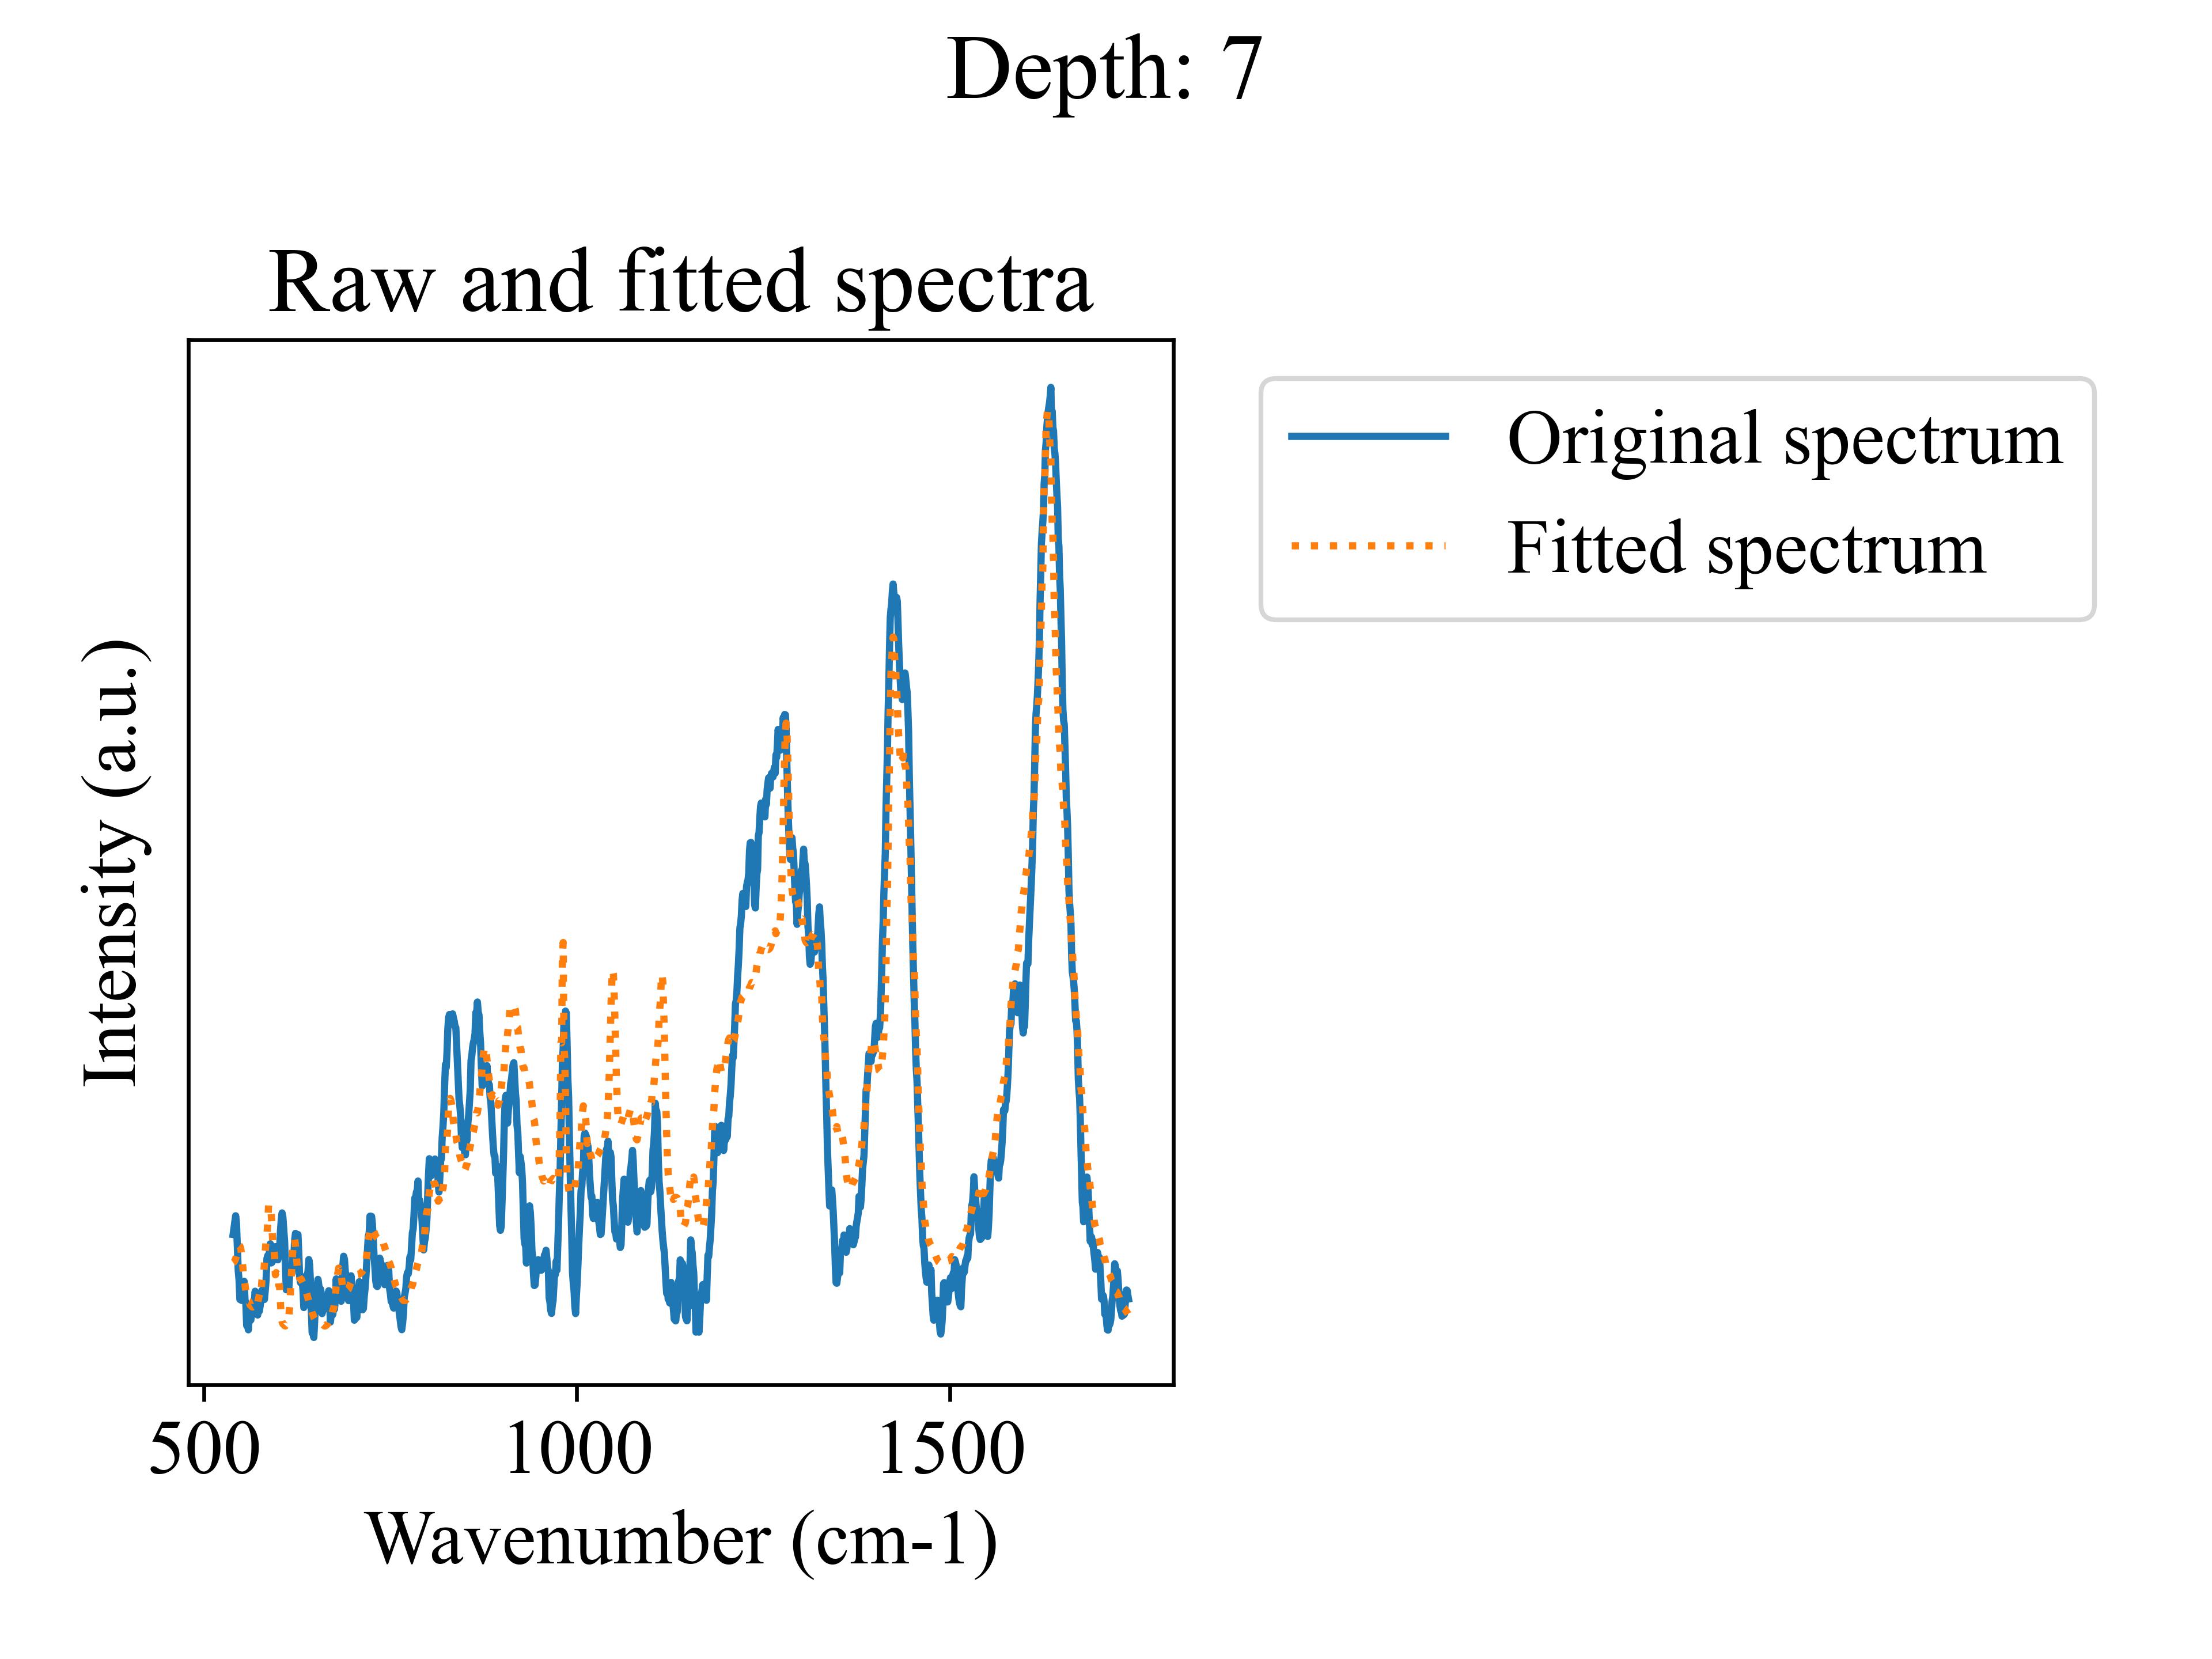 Depth: 7
Raw and fitted spectra
Original spectrum
Fitted spectrum
Intensity (a.u.)
500 1000 1500
Wavenumber (cm-1)